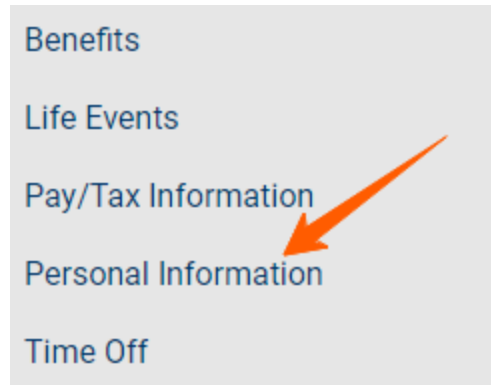 Benefits
Life Events
Pay/Tax Information
Personal Information
Time Off